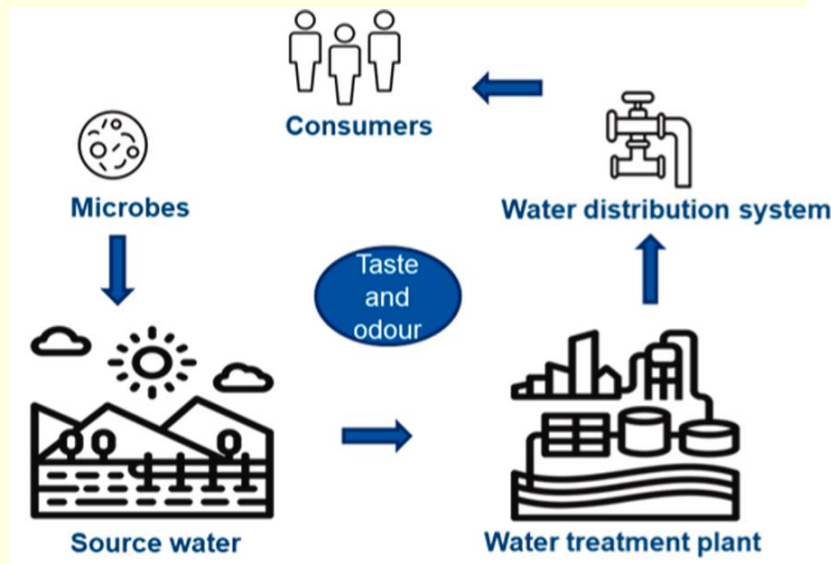 Consumers
Microbes
Water distribution system
Taste
and
odour
Source water
Water treatment plant